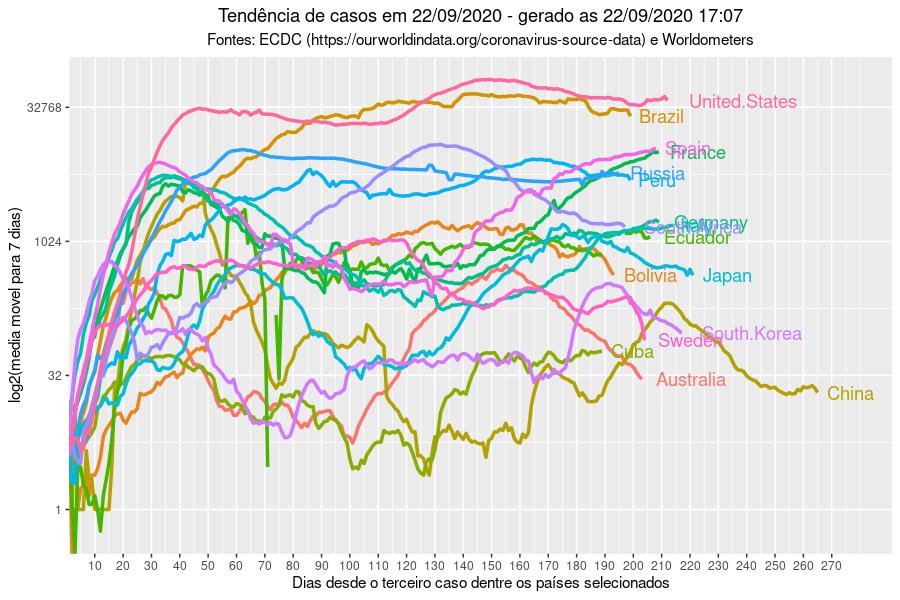 Tendência de casos em 22/09/2020 - gerado as 22/09/2020 17:07
Fontes: ECDC (https://ourworldindata.org/coronavirus-source-data) e Worldometers
log2(media movel para 7 dias)
32768
1024
32
1
United.States
Brazil
Spain
France
Russia
Peru
Germany
Ecuador
Bolivia
Japan
South.Korea
Sweden
Cuba
Australia
China
10 20 30 40 50 60 70 80 90 100 110 120 130 140 150 160 170 180 190 200 210 220 230 240 250 260 270
Dias desde o terceiro caso dentre os países selecionados